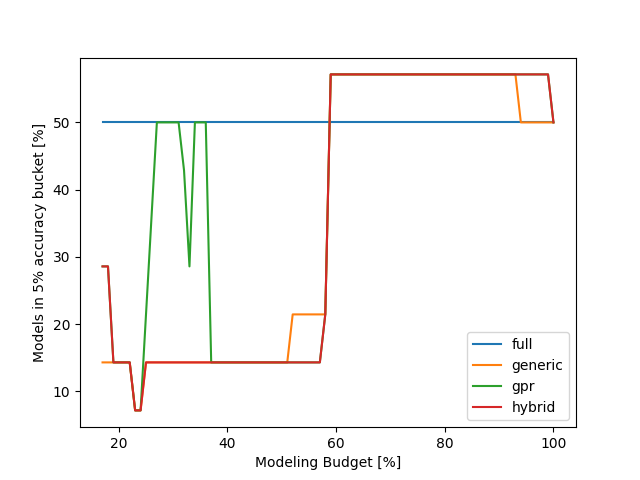 Models in 5% accuracy bucket [%]
50
40
30
20
10
20 40 60 80 100
Modeling Budget [%]
full
generic
gpr
hybrid